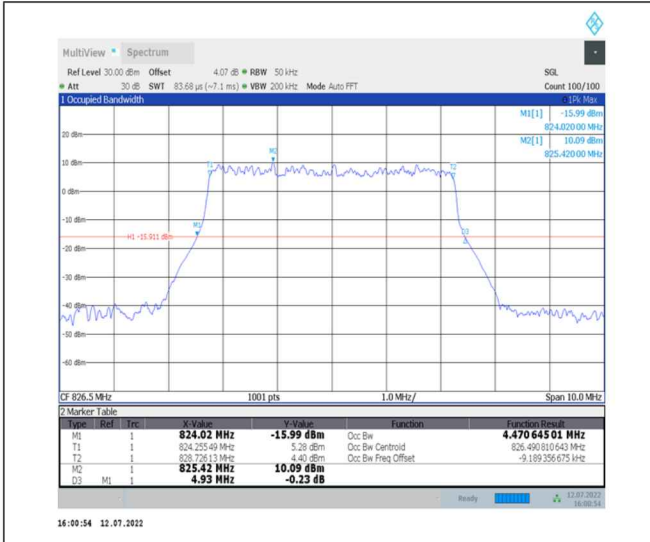 MultiView Spectrum
Ref Level 30.00 dBm Offset 4.07 dB RBW 50 kHz SGL
Att 30 dB SWT 83.68 µs (~7.1 ms) VBW 200 kHz Mode Auto FFT Count 100/100
1 Occupied Bandwidth 1Pk Max
M1[1] -15.99 dBm
824.02000 MHz
M2[1] 10.09 dBm
825.42000 MHz
20 dBm
M2
10 dBm
T1 T2
0 dBm
-10 dBm
M1
H1 -15.911 dBm D3
-20 dBm
-30 dBm
-40 dBm
-50 dBm
-60 dBm
CF 826.5 MHz 1001 pts 1.0 MHz/ Span 10.0 MHz
2 Marker Table
Type Ref Trc X-Value Y-Value Function Function Result
M1 1 824.02 MHz -15.99 dBm Occ Bw 4.470 645 01 MHz
T1 1 824.255 49 MHz 5.28 dBm Occ Bw Centroid 826.490 810 643 MHz
T2 1 828.726 13 MHz 4.40 dBm Occ Bw Freq Offset -9.189 356 675 kHz
M2 1 825.42 MHz 10.09 dBm
D3 M1 1 4.93 MHz -0.23 dB
Ready 12.07.2022
16:00:54
16:00:54 12.07.2022